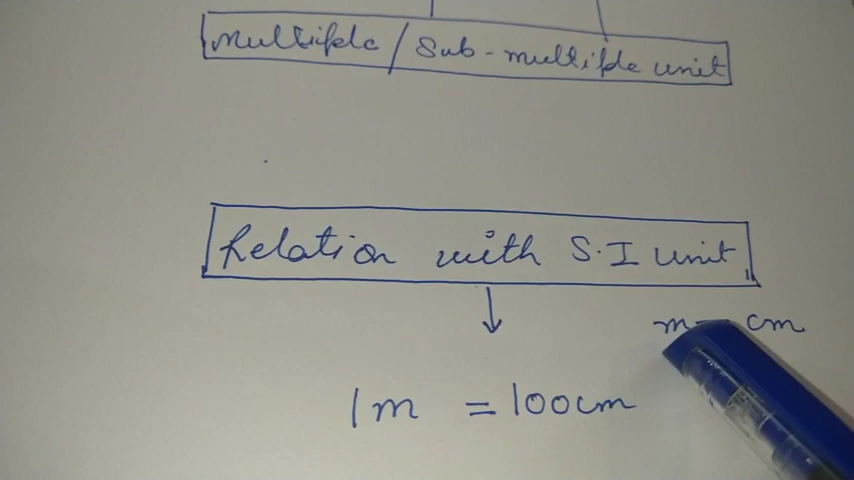 Multiple / Sub-multiple unit
Relation with S.I unit
m — cm
1m = 100cm